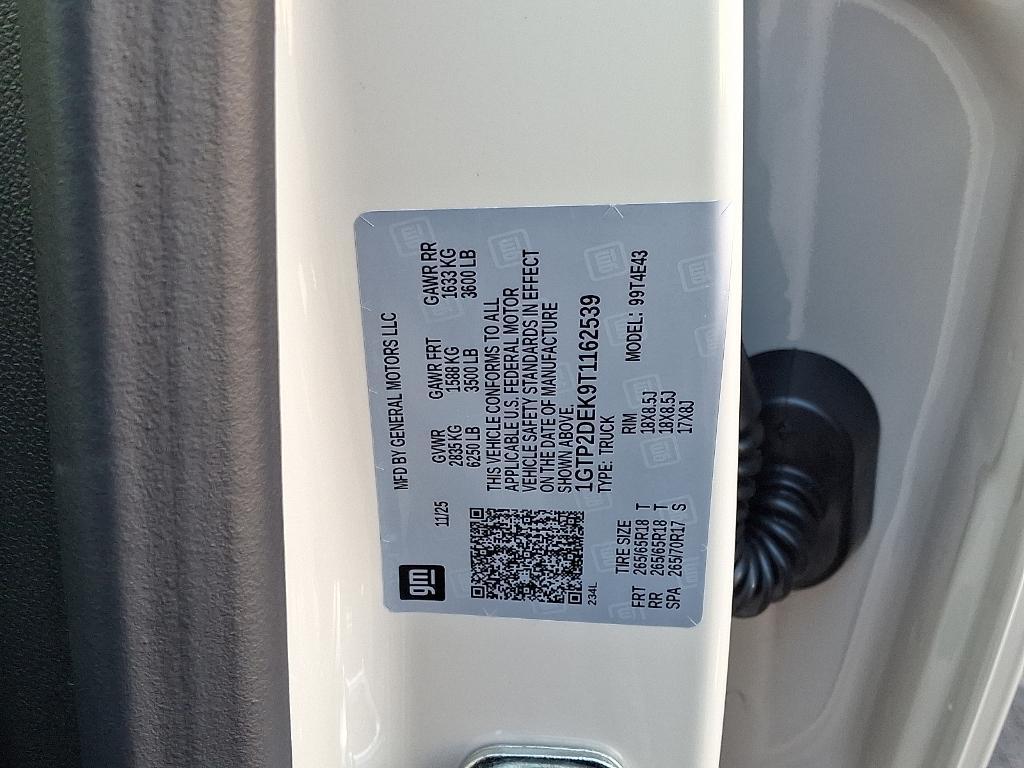 MFD BY GENERAL MOTORS LLC
gm
11/25
GVWR GAWR FRT GAWR RR
2835 KG 1588 KG 1633 KG
6250 LB 3500 LB 3600 LB
THIS VEHICLE CONFORMS TO ALL
APPLICABLE U.S. FEDERAL MOTOR
VEHICLE SAFETY STANDARDS IN EFFECT
ON THE DATE OF MANUFACTURE
SHOWN ABOVE.
1GTP2DEK9T1162539
TYPE: TRUCK
234L
TIRE SIZE RIM MODEL: 99T4E43
FRT 265/65R18 T 18X8.5J
RR 265/65R18 T 18X8.5J
SPA 265/70R17 S 17X8J